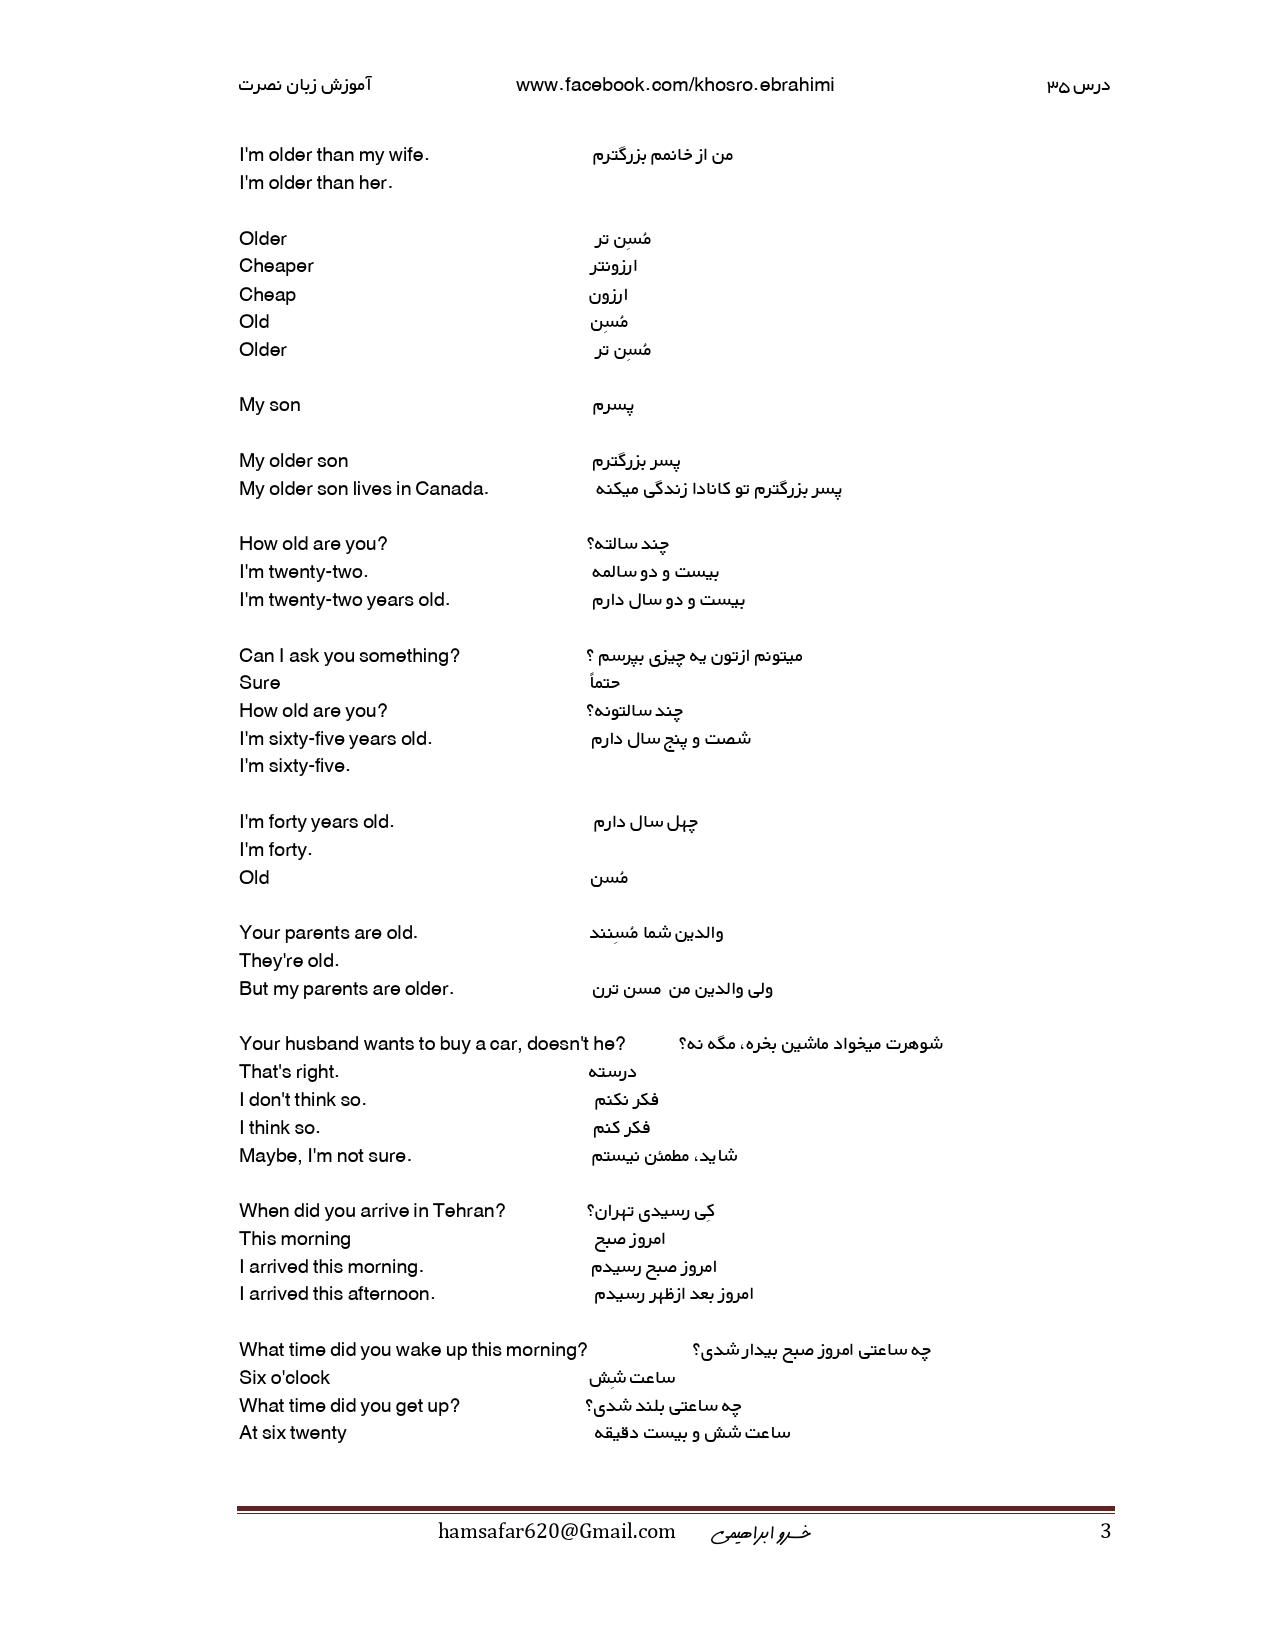 آموزش زبان نصرت www.facebook.com/khosro.ebrahimi درس ۳۵
I'm older than my wife. من از خانمم بزرگترم
I'm older than her.
Older مُسِن تر
Cheaper ارزونتر
Cheap ارزون
Old مُسِن
Older مُسِن تر
My son پسرم
My older son پسر بزرگترم
My older son lives in Canada. پسر بزرگترم تو کانادا زندگی میکنه
How old are you? چند سالته؟
I'm twenty-two. بیست و دو سالمه
I'm twenty-two years old. بیست و دو سال دارم
Can I ask you something? میتونم ازتون یه چیزی بپرسم ؟
Sure حتماً
How old are you? چند سالتونه؟
I'm sixty-five years old. شصت و پنج سال دارم
I'm sixty-five.
I'm forty years old. چهل سال دارم
I'm forty.
Old مُسن
Your parents are old. والدین شما مُسِنند
They're old.
But my parents are older. ولی والدین من مسن ترن
Your husband wants to buy a car, doesn't he? شوهرت میخواد ماشین بخره، مگه نه؟
That's right. درسته
I don't think so. فکر نکنم
I think so. فکر کنم
Maybe, I'm not sure. شاید، مطمئن نیستم
When did you arrive in Tehran? کِی رسیدی تهران؟
This morning امروز صبح
I arrived this morning. امروز صبح رسیدم
I arrived this afternoon. امروز بعد ازظهر رسیدم
What time did you wake up this morning? چه ساعتی امروز صبح بیدار شدی؟
Six o'clock ساعت شِش
What time did you get up? چه ساعتی بلند شدی؟
At six twenty ساعت شش و بیست دقیقه
hamsafar620@Gmail.com خسرو ابراهیمی 3